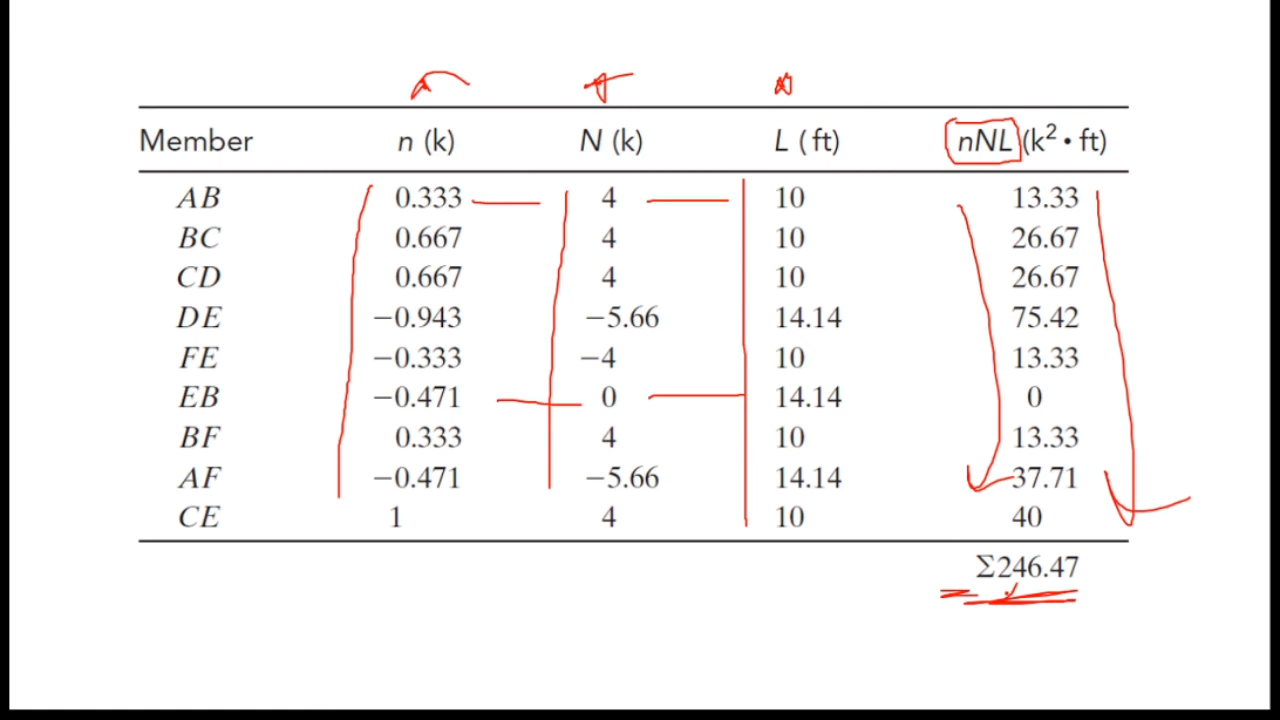 Member n (k) N (k) L (ft) nNL (k² • ft)
AB 0.333 4 10 13.33
BC 0.667 4 10 26.67
CD 0.667 4 10 26.67
DE −0.943 −5.66 14.14 75.42
FE −0.333 −4 10 13.33
EB −0.471 0 14.14 0
BF 0.333 4 10 13.33
AF −0.471 −5.66 14.14 37.71
CE 1 4 10 40
Σ246.47